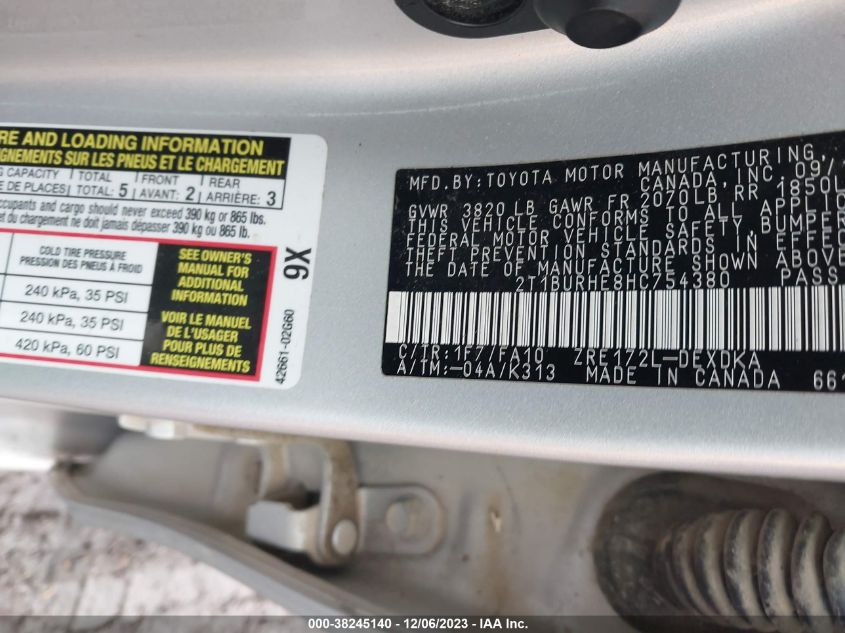 RE AND LOADING INFORMATION
IGNEMENTS SUR LES PNEUS ET LE CHARGEMENT
G CAPACITY TOTAL FRONT REAR
E DE PLACES TOTAL: 5 AVANT: 2 ARRIÈRE: 3
ccupants and cargo should never exceed 390 kg or 865 lbs.
et du chargement ne doit jamais dépasser 390 kg ou 865 lb.
COLD TIRE PRESSURE
PRESSION DES PNEUS À FROID
240 kPa, 35 PSI
240 kPa, 35 PSI
420 kPa, 60 PSI
SEE OWNER'S
MANUAL FOR
ADDITIONAL
INFORMATION
VOIR LE MANUEL
DE L'USAGER
POUR PLUS DE
RENSEIGNEMENTS
9X
42661-02G60
MFD.BY:TOYOTA MOTOR MANUFACTURING,
CANADA, INC. 09/1
GVWR 3820 LB GAWR FR 2070LB,RR 1850L
THIS VEHICLE CONFORMS TO ALL APPLIC
FEDERAL MOTOR VEHICLE SAFETY, BUMPER
THEFT PREVENTION STANDARDS IN EFFEC
THE DATE OF MANUFACTURE SHOWN ABOVE
2T1BURHE8HC754380 PASS
C/TR:1F7/FA10 ZRE172L-DEXDKA
A/TM:-04A/K313 MADE IN CANADA 661
000-38245140 - 12/06/2023 - IAA Inc.